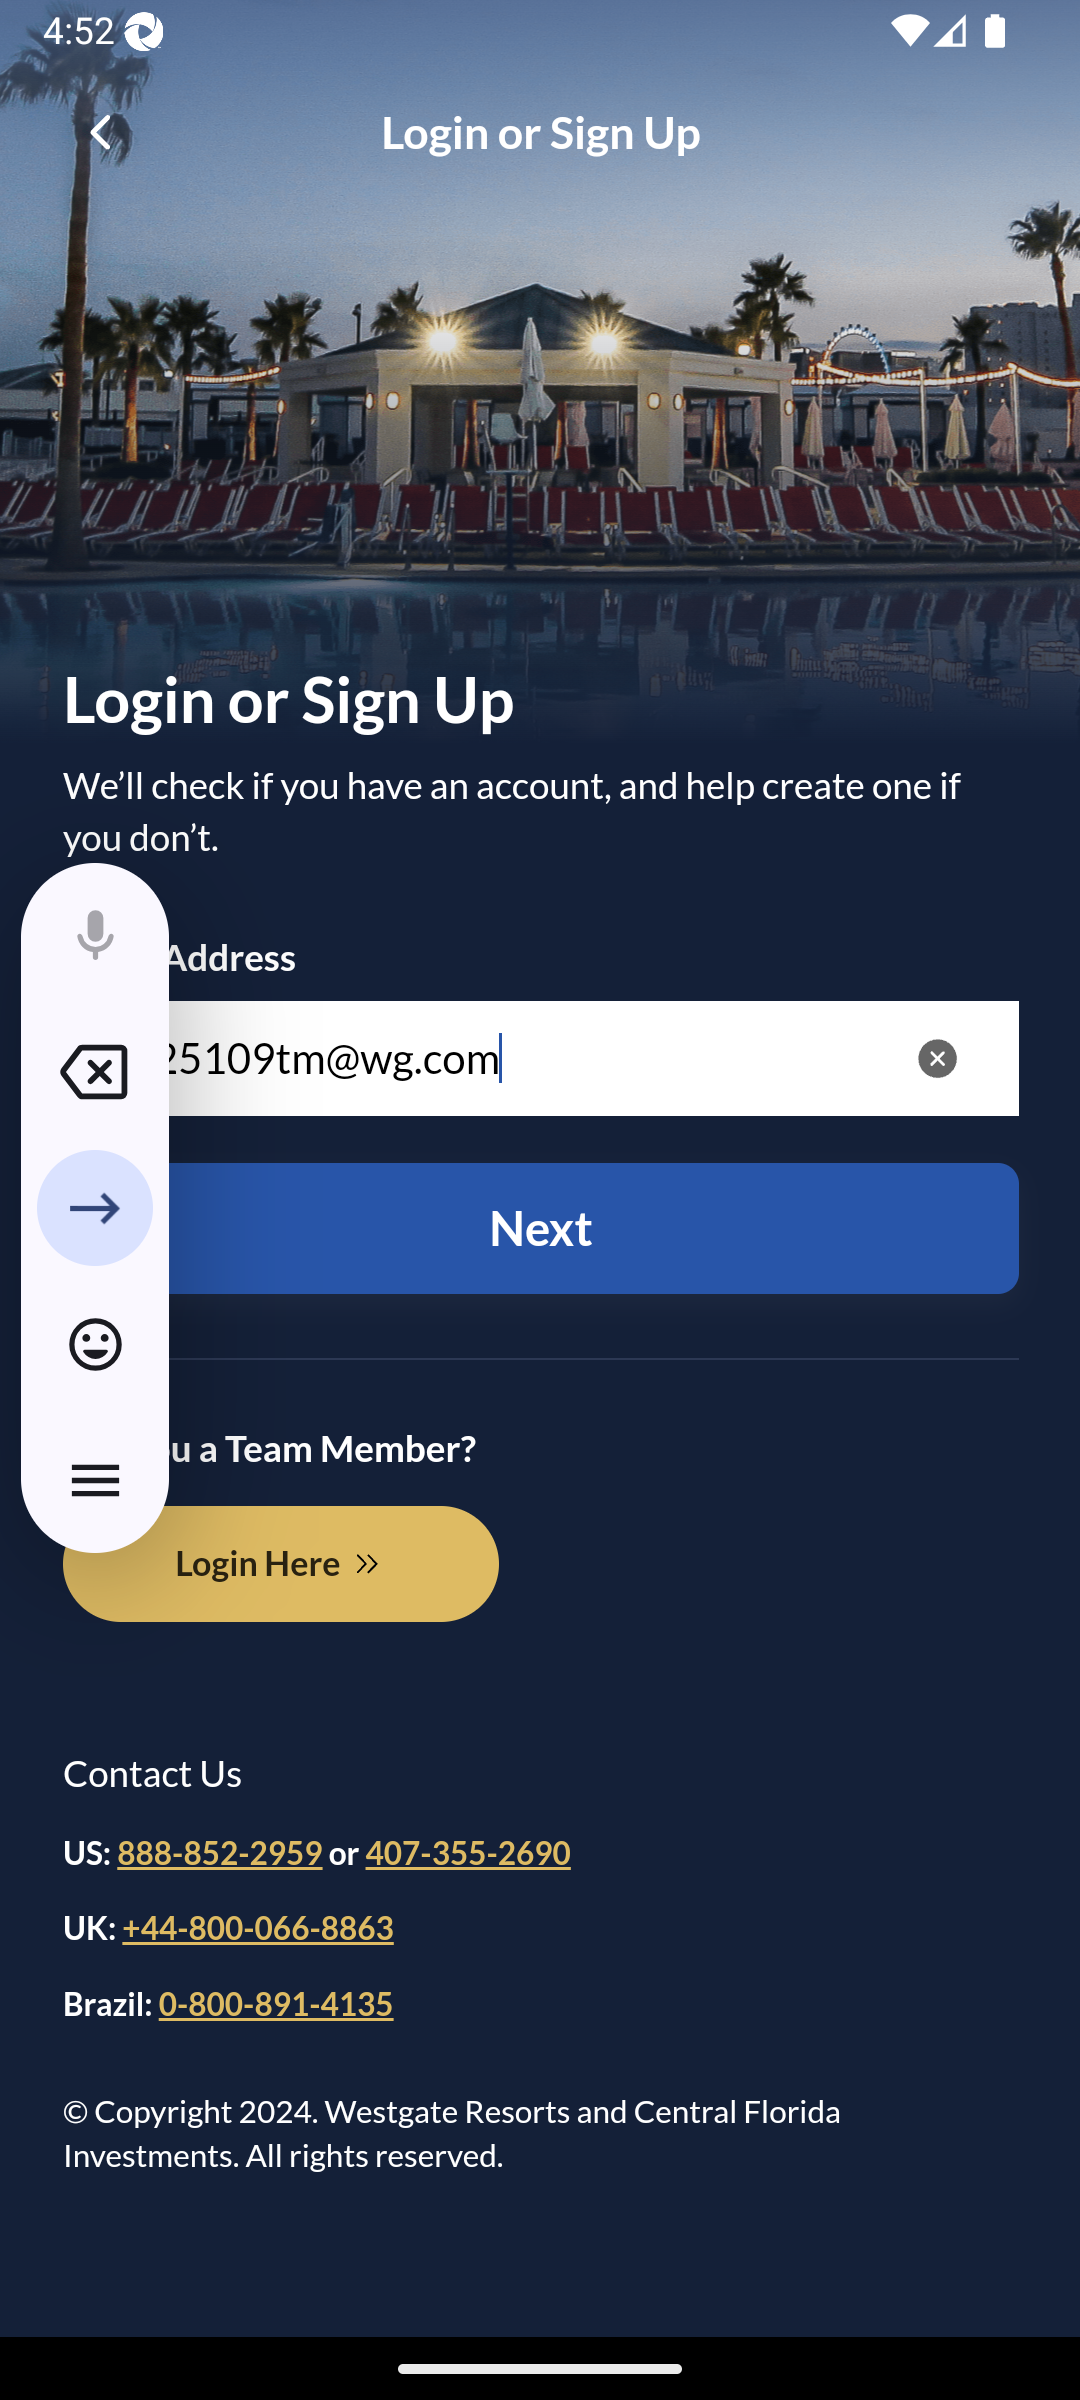 4:52
Login or Sign Up
Login or Sign Up
We’ll check if you have an account, and help create one if
you don’t.
Address
25109tm@wg.com
Next
a Team Member?
Login Here
Contact Us
US: 888-852-2959 or 407-355-2690
UK: +44-800-066-8863
Brazil: 0-800-891-4135
© Copyright 2024. Westgate Resorts and Central Florida
Investments. All rights reserved.